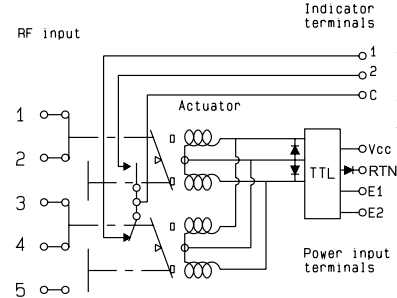 Indicator
terminals
RF input
1
2
C
Actuator
1
2
3
4
5
TTL
Vcc
RTN
E1
E2
Power input
terminals